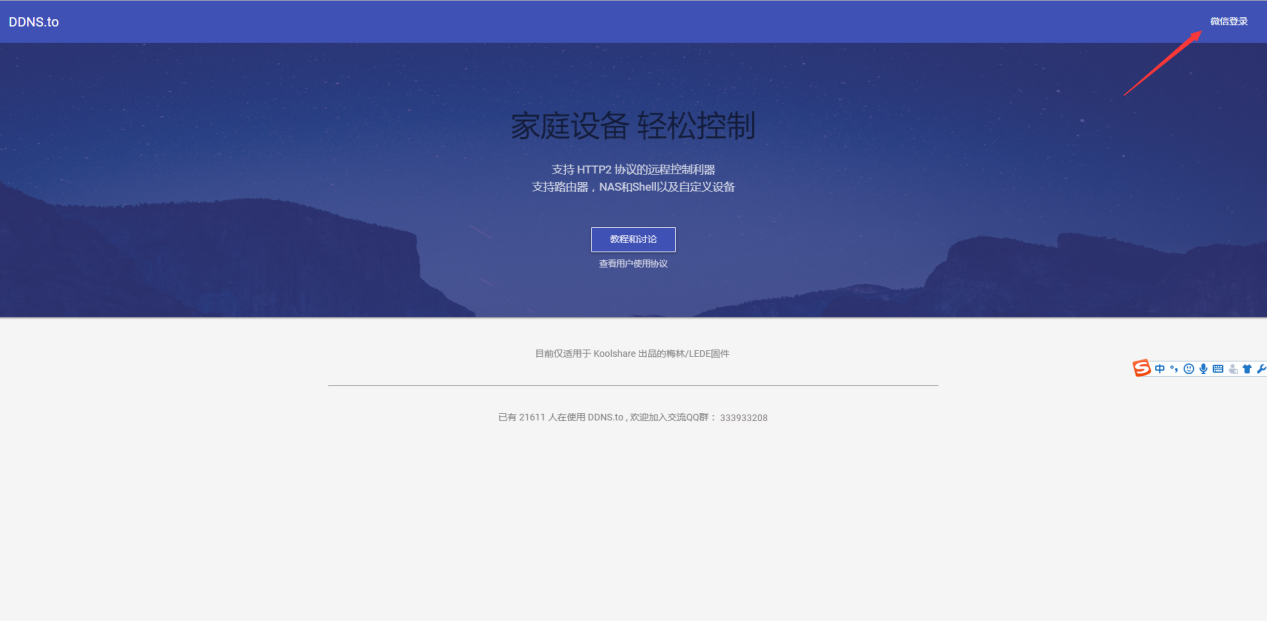 DDNS.to
微信登录
家庭设备 轻松控制
支持 HTTP2 协议的远程控制利器
支持路由器，NAS和Shell以及自定义设备
教程和讨论
查看用户使用协议
目前仅适用于 Koolshare 出品的梅林/LEDE固件
已有 21611 人在使用 DDNS.to , 欢迎加入交流QQ群： 333933208
S 中